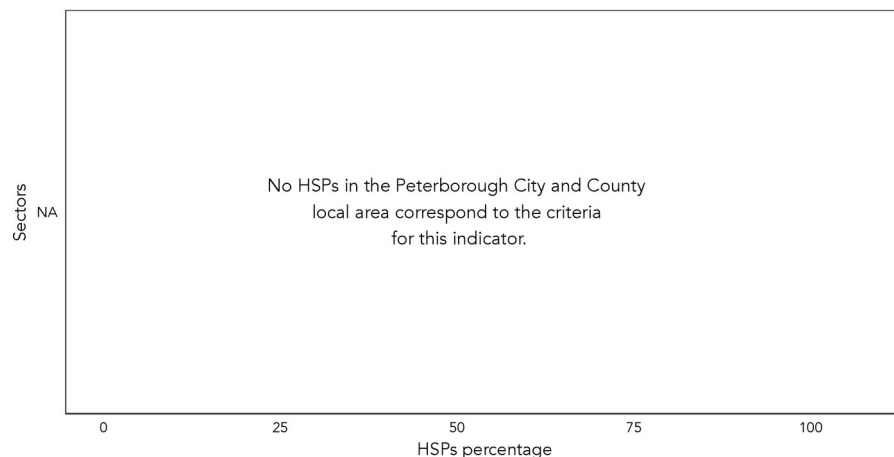 No HSPs in the Peterborough City and County
local area correspond to the criteria
for this indicator.
Sectors
NA
0 25 50 75 100
HSPs percentage